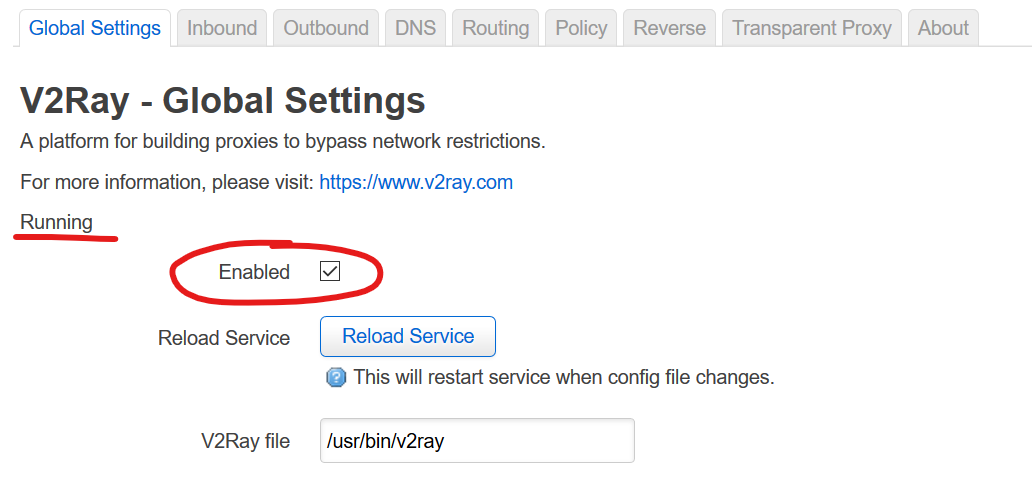 Global Settings Inbound Outbound DNS Routing Policy Reverse Transparent Proxy About
V2Ray - Global Settings
A platform for building proxies to bypass network restrictions.
For more information, please visit: https://www.v2ray.com
Running
Enabled
Reload Service Reload Service
This will restart service when config file changes.
V2Ray file /usr/bin/v2ray